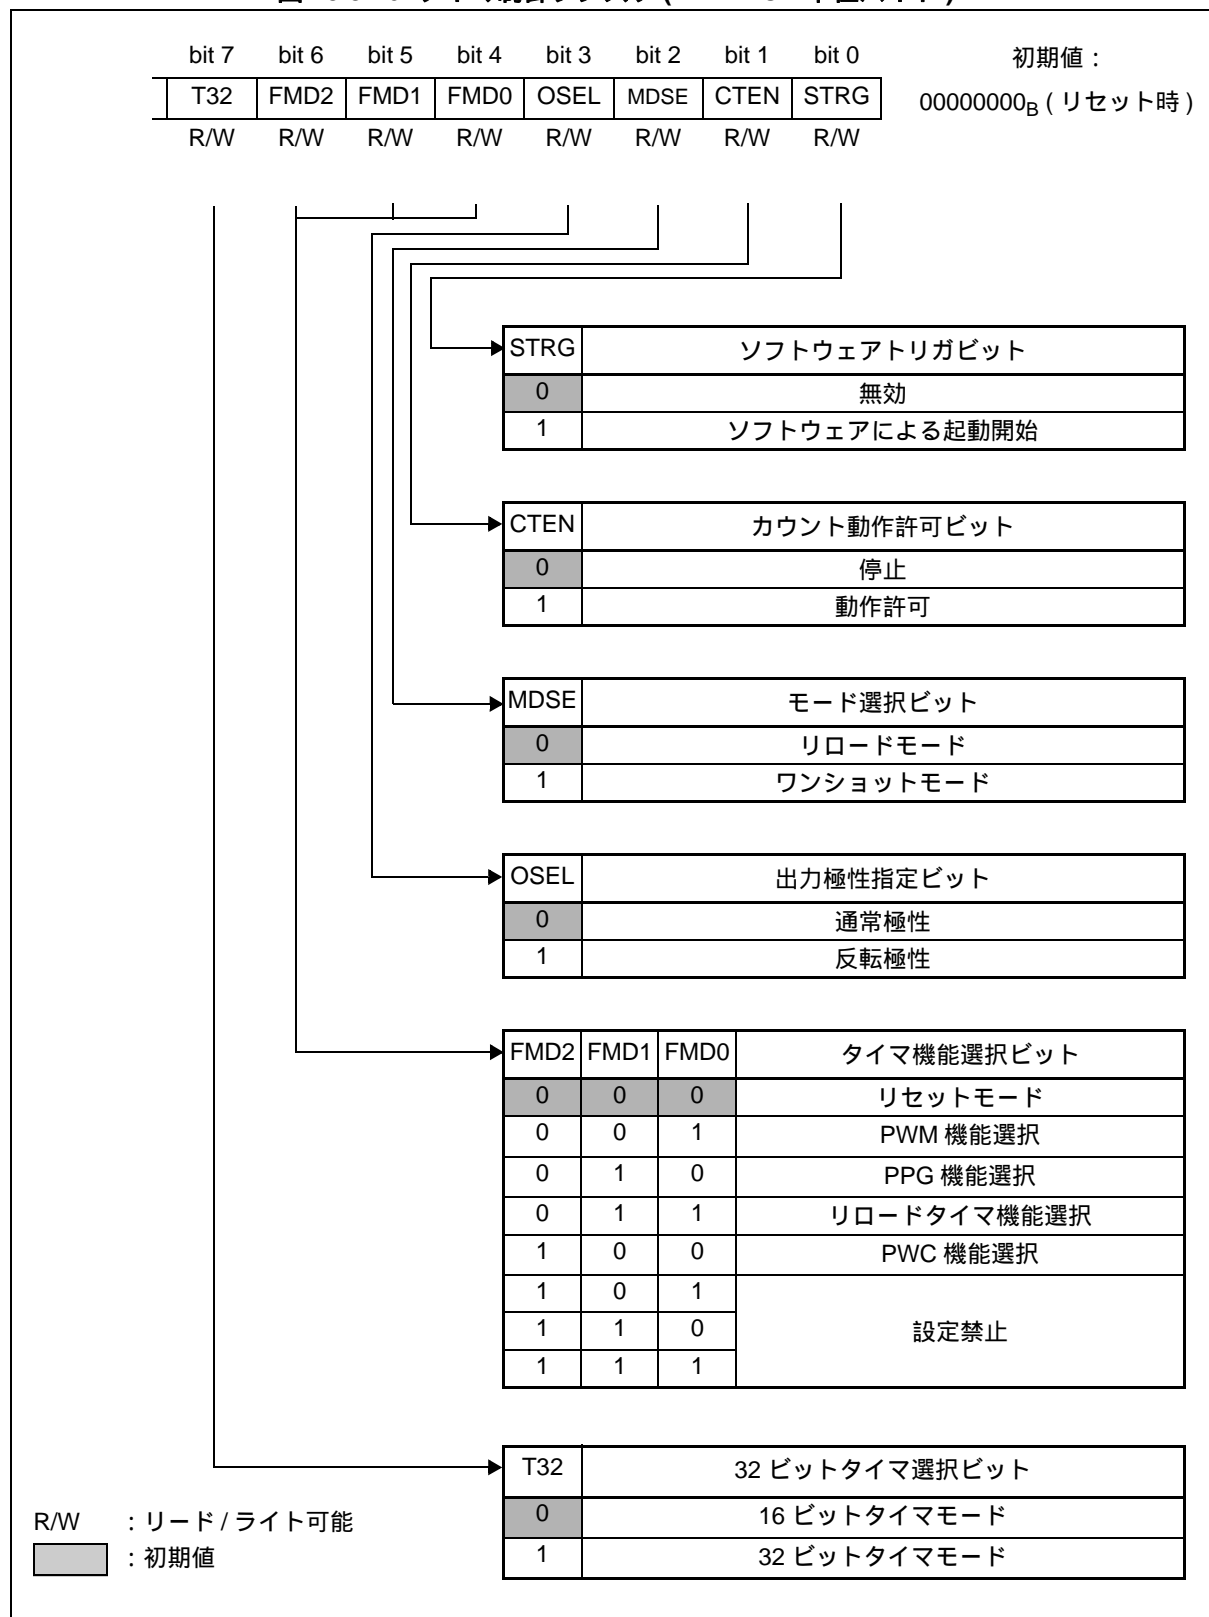 bit 7 bit 6 bit 5 bit 4 bit 3 bit 2 bit 1 bit 0 初期値：
T32 FMD2 FMD1 FMD0 OSEL MDSE CTEN STRG 00000000B ( リセット時 )
R/W R/W R/W R/W R/W R/W R/W R/W
STRG ソフトウェアトリガビット
0 無効
1 ソフトウェアによる起動開始
CTEN カウント動作許可ビット
0 停止
1 動作許可
MDSE モード選択ビット
0 リロードモード
1 ワンショットモード
OSEL 出力極性指定ビット
0 通常極性
1 反転極性
FMD2 FMD1 FMD0 タイマ機能選択ビット
0 0 0 リセットモード
0 0 1 PWM 機能選択
0 1 0 PPG 機能選択
0 1 1 リロードタイマ機能選択
1 0 0 PWC 機能選択
1 0 1
1 1 0 設定禁止
1 1 1
T32 32 ビットタイマ選択ビット
0 16 ビットタイマモード
1 32 ビットタイマモード
R/W ：リード / ライト可能
：初期値